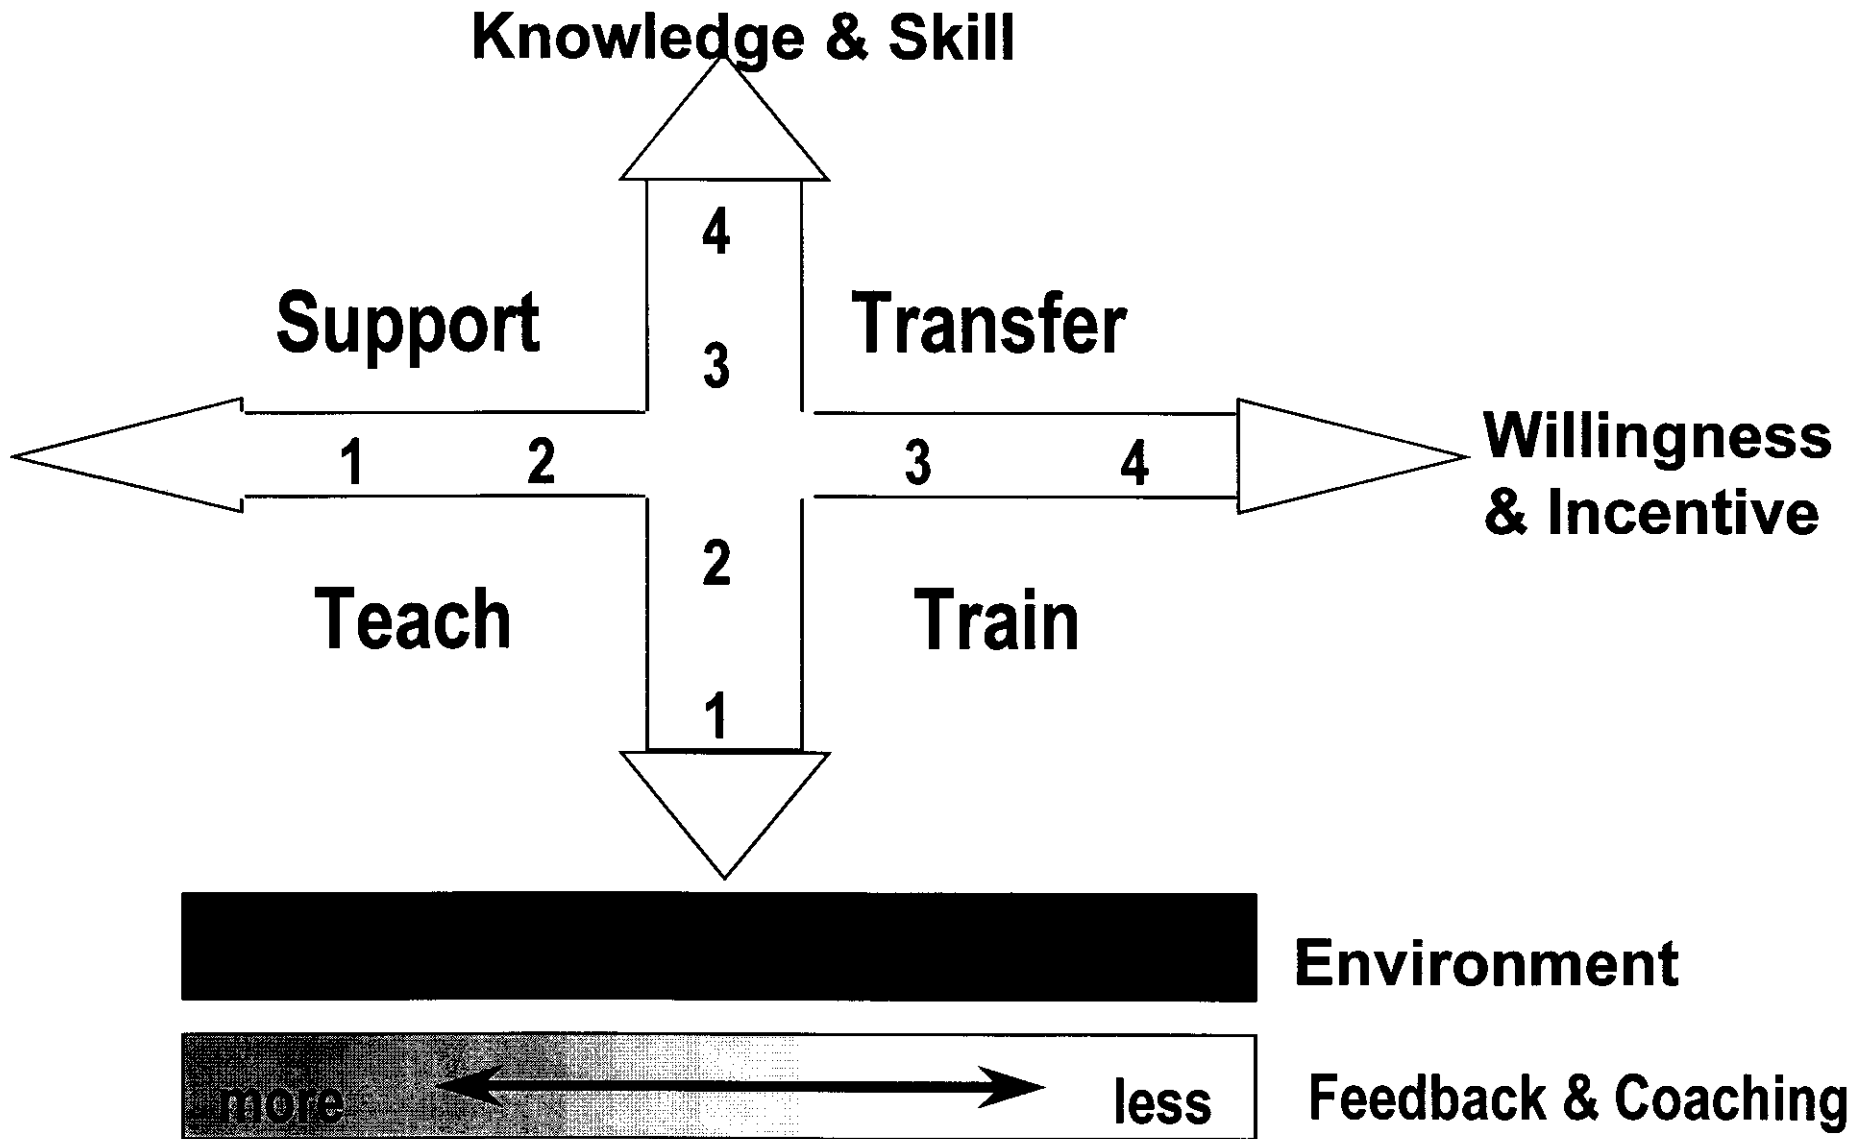 Knowledge & Skill
4
Support
Transfer
3
1
2
3
4
Willingness
& Incentive
2
Teach
Train
1
Environment
more
less
Feedback & Coaching